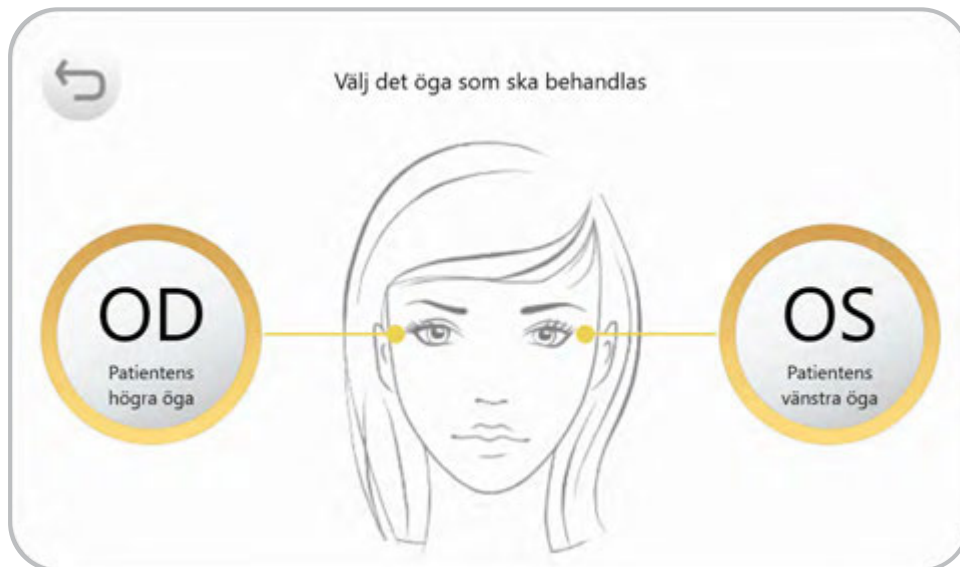 Välj det öga som ska behandlas
OD
Patientens
högra öga
OS
Patientens
vänstra öga